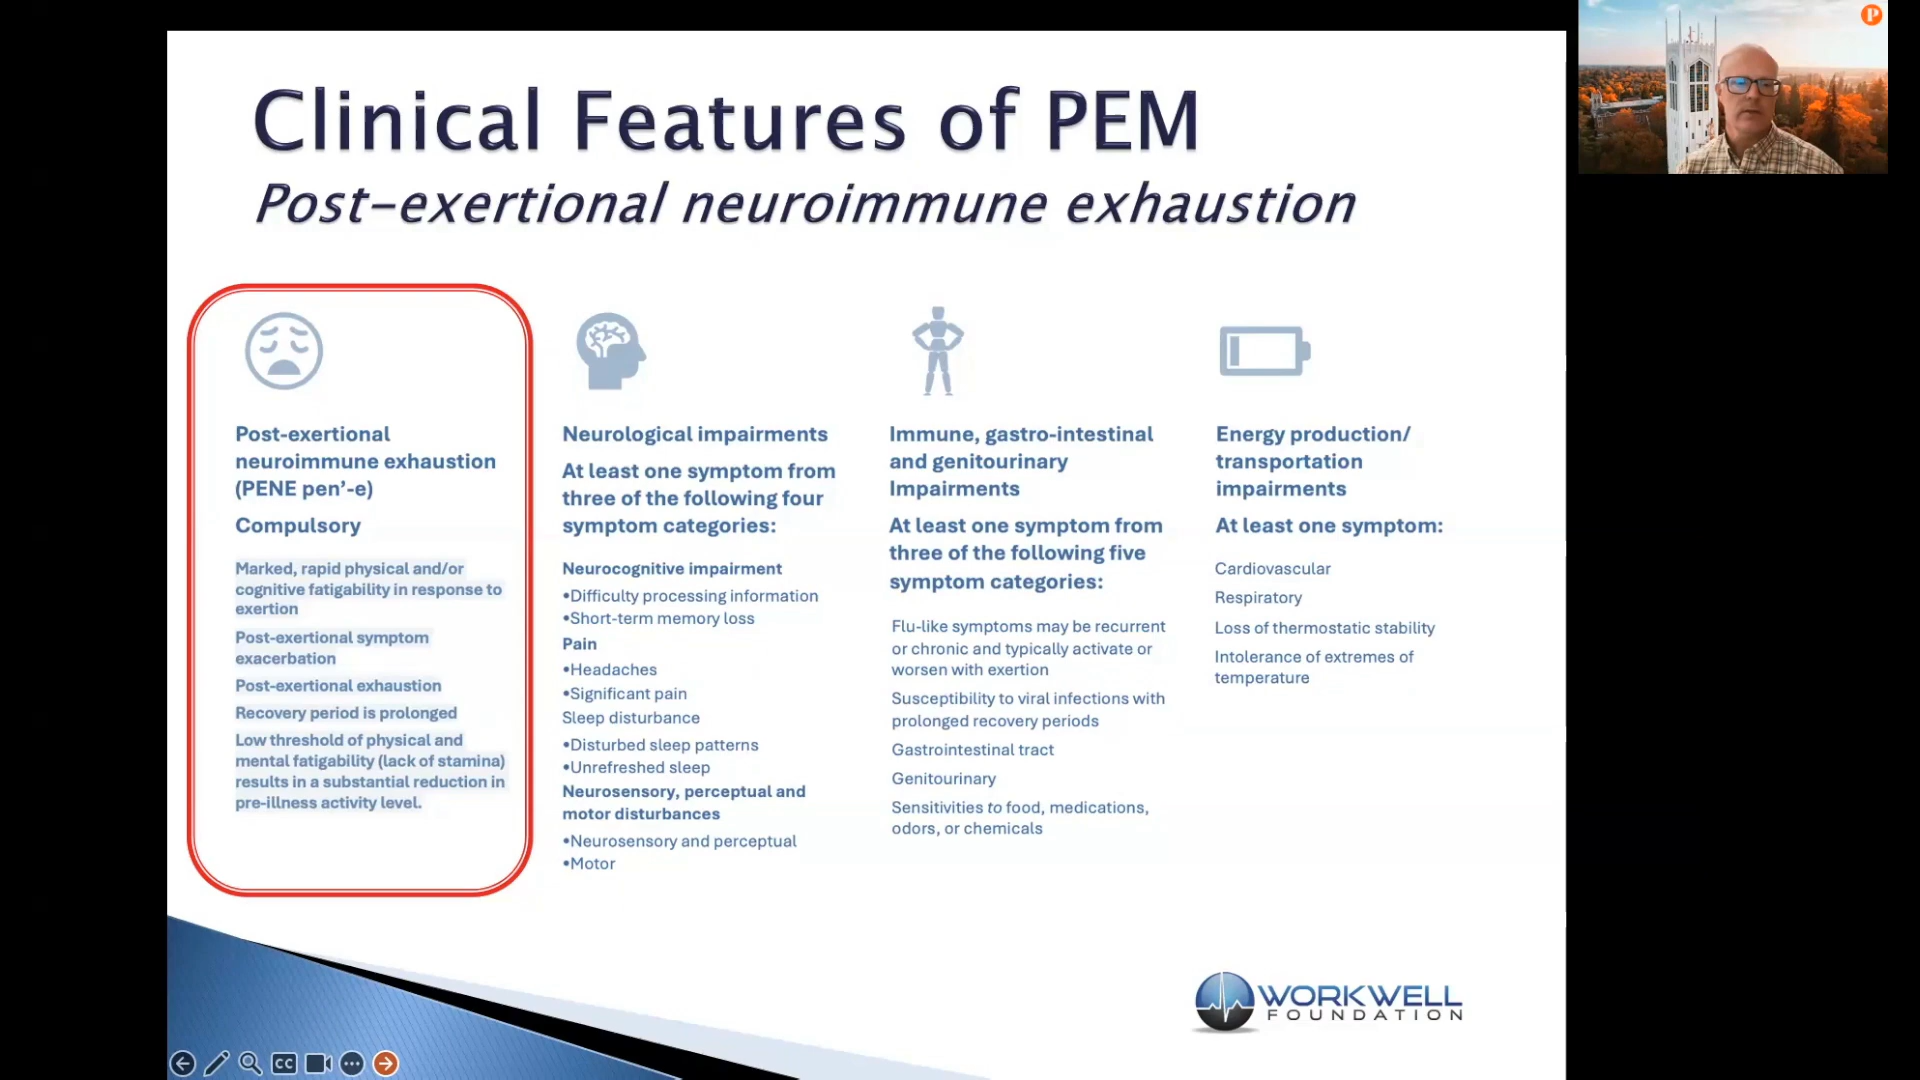 Clinical Features of PEM
Post-exertional neuroimmune exhaustion
Post-exertional
neuroimmune exhaustion
(PENE pen’-e)
Compulsory
Marked, rapid physical and/or
cognitive fatigability in response to
exertion
Post-exertional symptom
exacerbation
Post-exertional exhaustion
Recovery period is prolonged
Low threshold of physical and
mental fatigability (lack of stamina)
results in a substantial reduction in
pre-illness activity level.
Neurological impairments
At least one symptom from
three of the following four
symptom categories:
Neurocognitive impairment
•Difficulty processing information
•Short-term memory loss
Pain
•Headaches
•Significant pain
Sleep disturbance
•Disturbed sleep patterns
•Unrefreshed sleep
Neurosensory, perceptual and
motor disturbances
•Neurosensory and perceptual
•Motor
Immune, gastro-intestinal
and genitourinary
Impairments
At least one symptom from
three of the following five
symptom categories:
Flu-like symptoms may be recurrent
or chronic and typically activate or
worsen with exertion
Susceptibility to viral infections with
prolonged recovery periods
Gastrointestinal tract
Genitourinary
Sensitivities to food, medications,
odors, or chemicals
Energy production/
transportation
impairments
At least one symptom:
Cardiovascular
Respiratory
Loss of thermostatic stability
Intolerance of extremes of
temperature
WORKWELL
FOUNDATION
CC
P